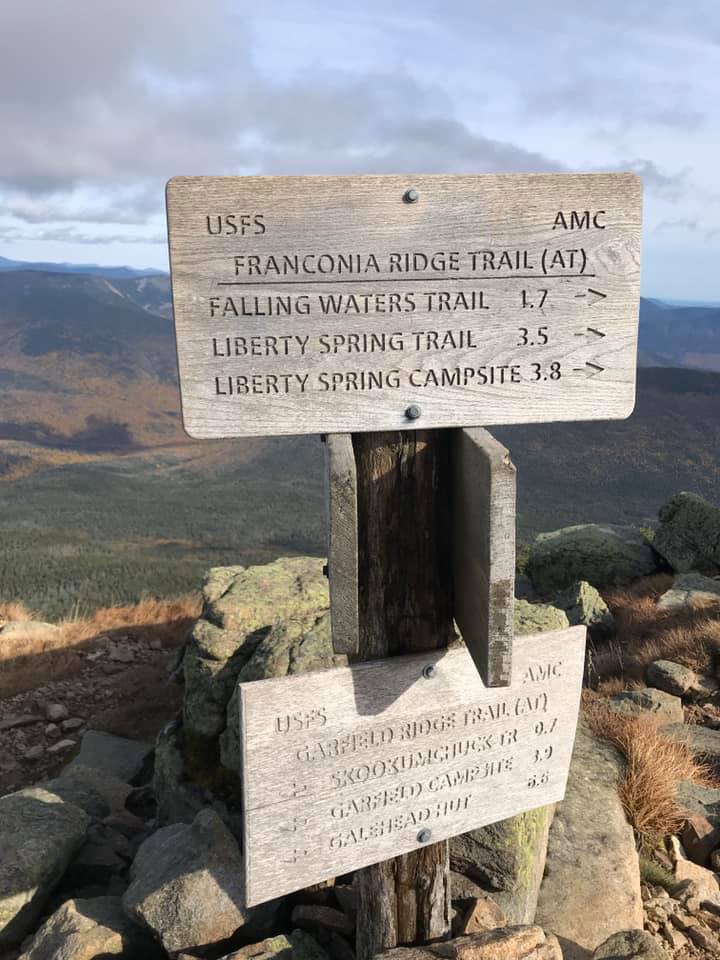 USFS AMC
FRANCONIA RIDGE TRAIL (AT)
FALLING WATERS TRAIL 1.7 ->
LIBERTY SPRING TRAIL 3.5 ->
LIBERTY SPRING CAMPSITE 3.8 ->
USFS AMC
GARFIELD RIDGE TRAIL (AT)
<- SKOOKUMCHUCK TR 0.7
<- GARFIELD CAMPSITE 3.9
<- GALEHEAD HUT 6.6